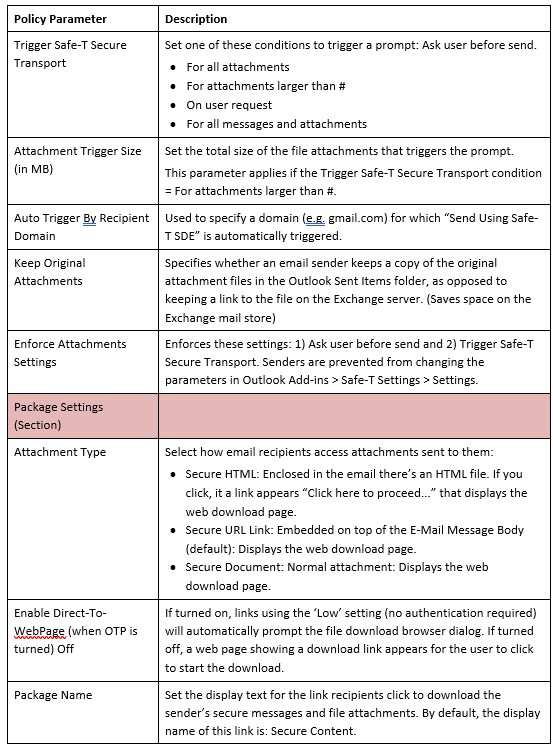 Policy Parameter
Description
Trigger Safe-T Secure
Transport
Set one of these conditions to trigger a prompt: Ask user before send.
• For all attachments
• For attachments larger than #
• On user request
• For all messages and attachments
Attachment Trigger Size
(in MB)
Set the total size of the file attachments that triggers the prompt.
This parameter applies if the Trigger Safe-T Secure Transport condition
= For attachments larger than #.
Auto Trigger By Recipient
Domain
Used to specify a domain (e.g. gmail.com) for which “Send Using Safe-
T SDE” is automatically triggered.
Keep Original
Attachments
Specifies whether an email sender keeps a copy of the original
attachment files in the Outlook Sent Items folder, as opposed to
keeping a link to the file on the Exchange server. (Saves space on the
Exchange mail store)
Enforce Attachments
Settings
Enforces these settings: 1) Ask user before send and 2) Trigger Safe-T
Secure Transport. Senders are prevented from changing the
parameters in Outlook Add-ins > Safe-T Settings > Settings.
Package Settings
(Section)
Attachment Type
Select how email recipients access attachments sent to them:
• Secure HTML: Enclosed in the email there’s an HTML file. If you
click, it a link appears “Click here to proceed…” that displays the
web download page.
• Secure URL Link: Embedded on top of the E-Mail Message Body
(default): Displays the web download page.
• Secure Document: Normal attachment: Displays the web
download page.
Enable Direct-To-
WebPage (when OTP is
turned) Off
If turned on, links using the ‘Low’ setting (no authentication required)
will automatically prompt the file download browser dialog. If turned
off, a web page showing a download link appears for the user to click
to start the download.
Package Name
Set the display text for the link recipients click to download the
sender’s secure messages and file attachments. By default, the display
name of this link is: Secure Content.